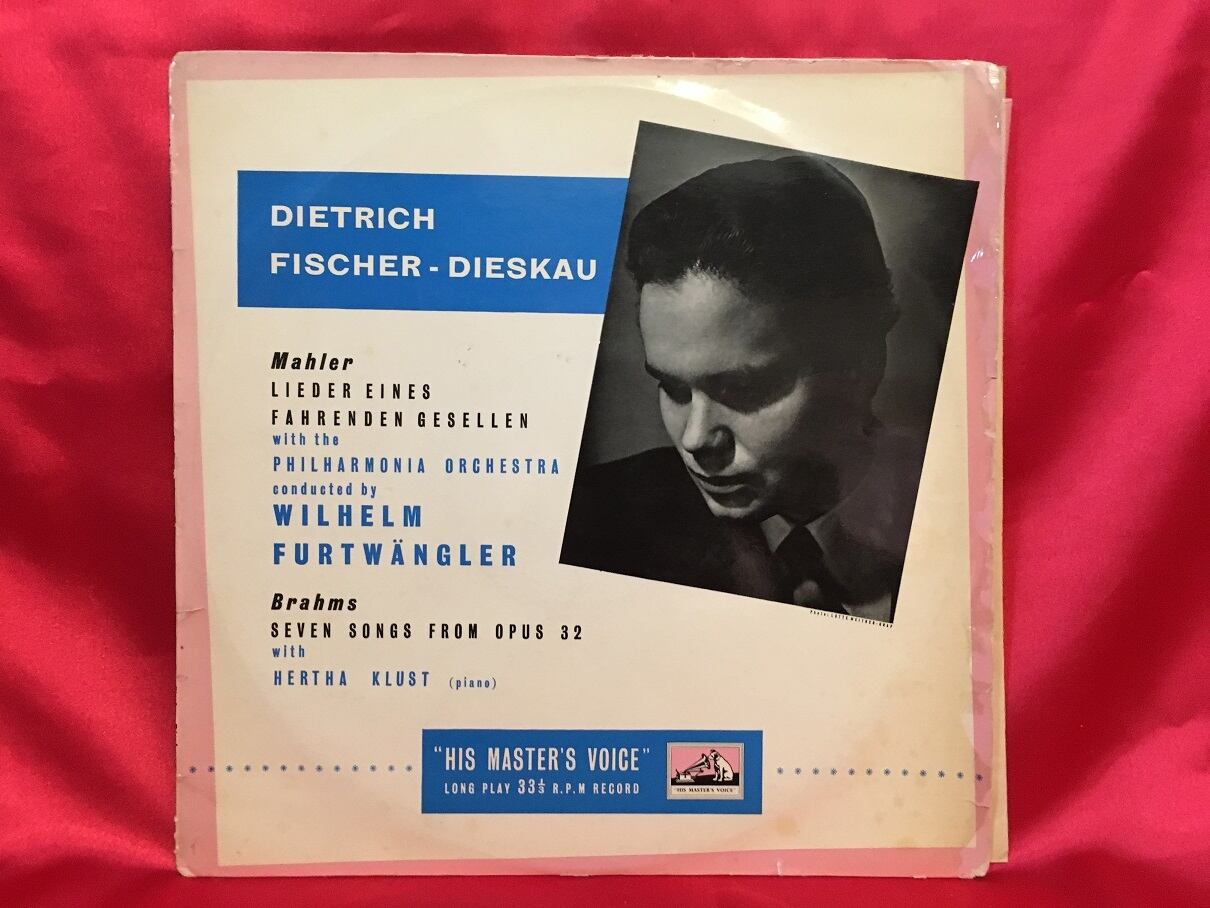 DIETRICH
FISCHER - DIESKAU
Mahler
LIEDER EINES
FAHRENDEN GESELLEN
with the
PHILHARMONIA ORCHESTRA
conducted by
WILHELM
FURTWÄNGLER
Brahms
SEVEN SONGS FROM OPUS 32
with
HERTHA KLUST (piano)
"HIS MASTER'S VOICE"
LONG PLAY 33⅓ R.P.M RECORD
"HIS MASTER'S VOICE"